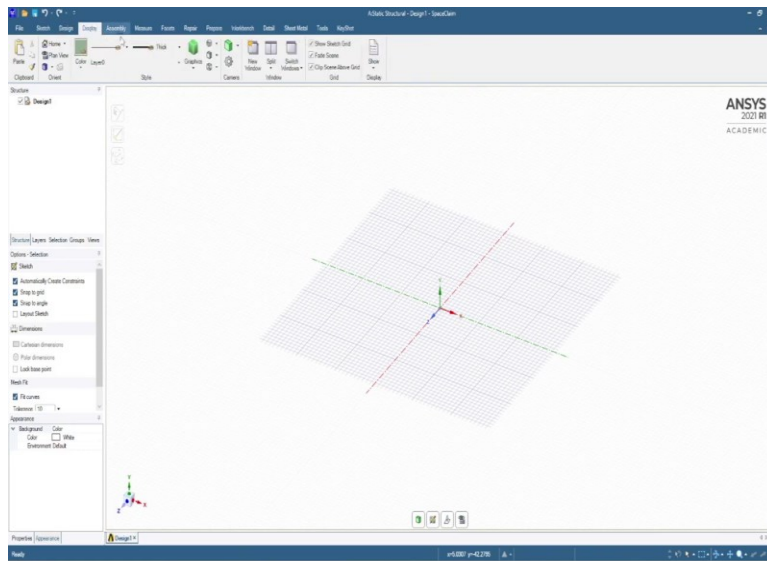 A:Static Structural - Design1 - SpaceClaim
File Sketch Design Display Assembly Measure Facets Repair Prepare Workbench Detail Sheet Metal Tools KeyShot
Home
Plan View
Paste
Color Layer0
Thick
Graphics
New Window
Split
Switch Windows
Show Sketch Grid
Fade Scene
Clip Scene Above Grid
Show
Clipboard Orient Style Camera Window Grid Display
Structure
Design1
ANSYS
2021 R1
ACADEMIC
Structure Layers Selection Groups Views
Options - Selection
Sketch
Automatically Create Constraints
Snap to grid
Snap to angle
Layout Sketch
Dimensions
Cartesian dimensions
Polar dimensions
Lock base point
Mesh Fit
Fit curves
Tolerance 10
Appearance
Background Color
Color White
Environment Default
Y
X
Z
Y
X
Z
Properties Appearance
Design1
Ready